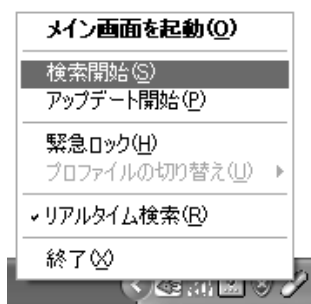 メイン画面を起動(O)
検索開始(S)
アップデート開始(P)
緊急ロック(H)
プロファイルの切り替え(U)
リアルタイム検索(R)
終了(X)